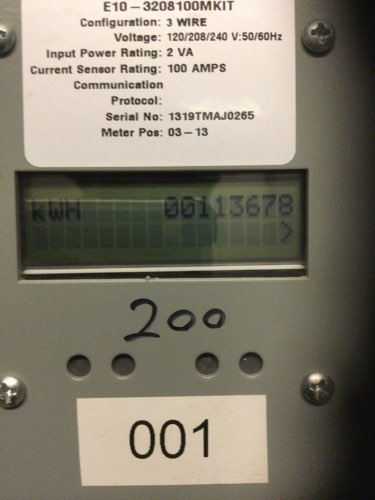 E10-3208100MKIT
Configuration: 3 WIRE
Voltage: 120/208/240 V:50/60Hz
Input Power Rating: 2 VA
Current Sensor Rating: 100 AMPS
Communication
Protocol:
Serial No: 1319TMAJ0265
Meter Pos: 03-13
kWH 00113678
>
200
001